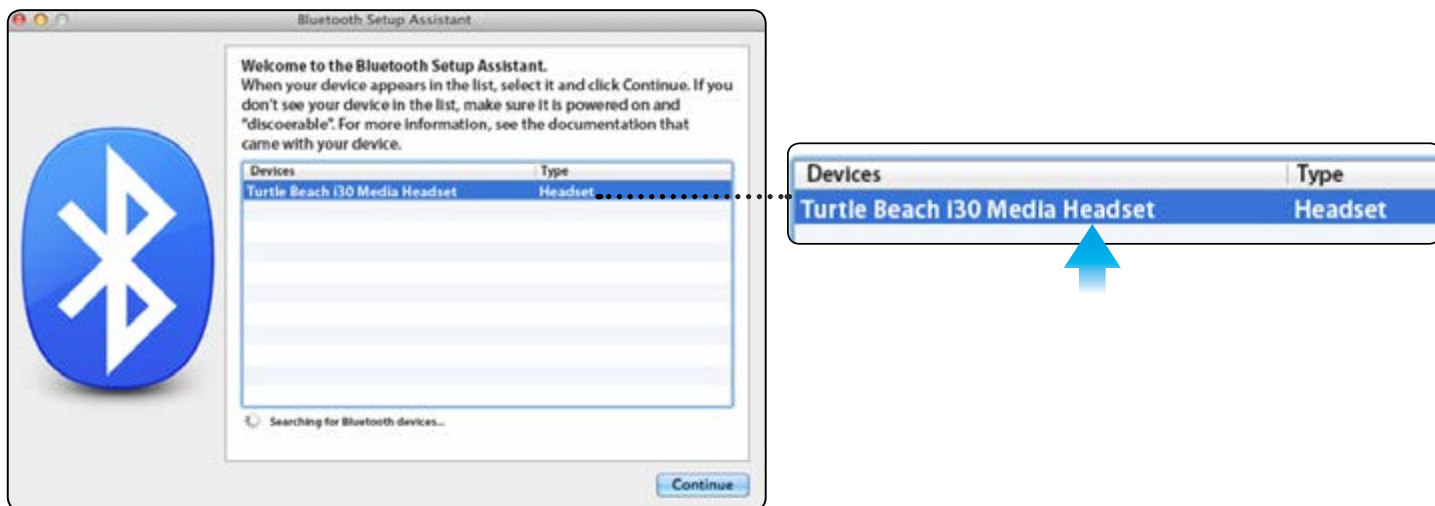 Bluetooth Setup Assistant
Welcome to the Bluetooth Setup Assistant.
When your device appears in the list, select it and click Continue. If you
don't see your device in the list, make sure it is powered on and
"discoerable". For more information, see the documentation that
came with your device.
Devices Type
Turtle Beach i30 Media Headset Headset
Searching for Bluetooth devices...
Continue
Devices Type
Turtle Beach i30 Media Headset Headset